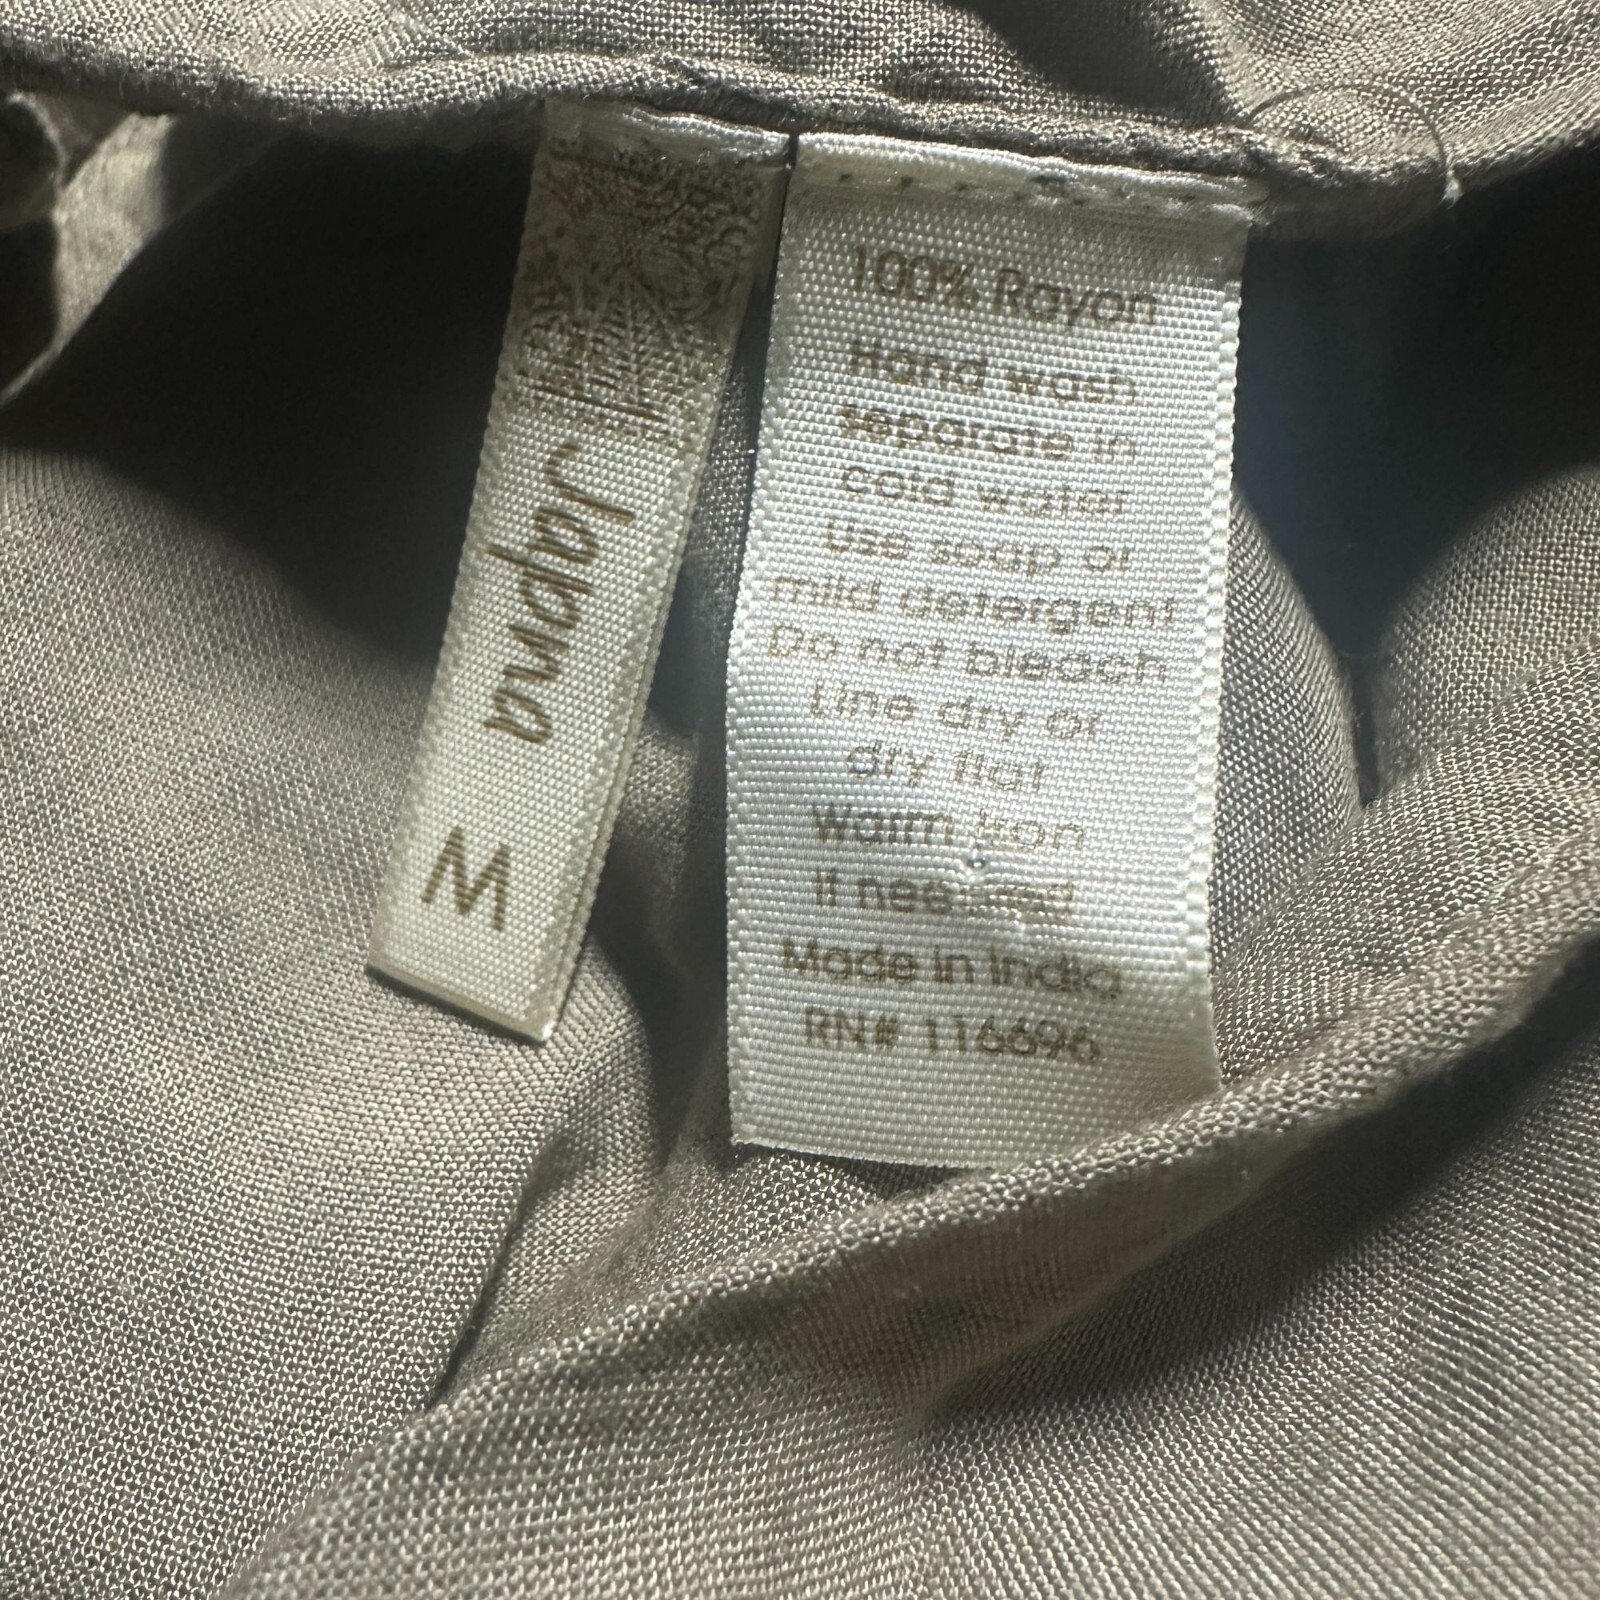 Jayma
M
100% Rayon
Hand wash
separate in
cold water
Use soap or
mild detergent
Do not bleach
Line dry or
dry flat
Warm iron
if needed
Made in India
RN# 116696